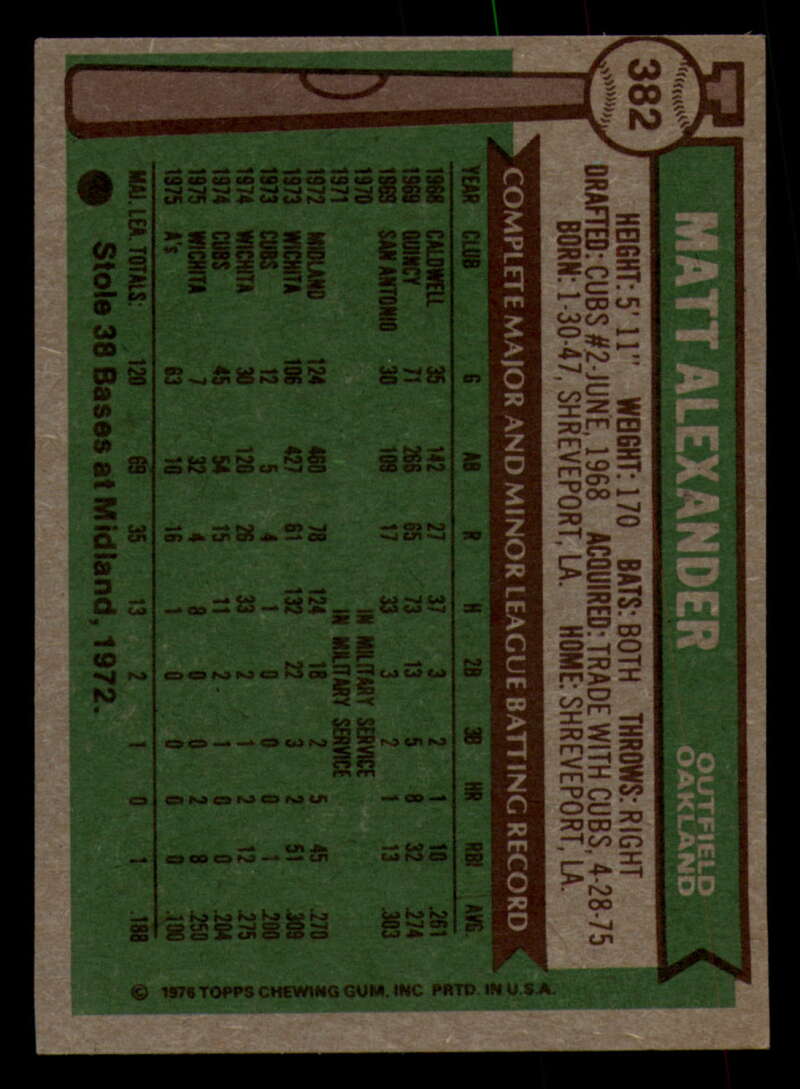 382
MATT ALEXANDER
OUTFIELD
OAKLAND
HEIGHT: 5' 11" WEIGHT: 170 BATS: BOTH THROWS: RIGHT
DRAFTED: CUBS #2-JUNE, 1968 ACQUIRED: TRADE WITH CUBS, 4-28-75
BORN: 1-30-47, SHREVEPORT, LA. HOME: SHREVEPORT, LA.
COMPLETE MAJOR AND MINOR LEAGUE BATTING RECORD
YEAR CLUB G AB R H 2B 3B HR RBI AVG.
1968 CALDWELL 35 142 27 37 3 2 1 10 .261
1969 QUINCY 71 266 65 73 13 5 8 32 .274
1969 SAN ANTONIO 30 109 17 33 3 2 1 13 .303
1970 IN MILITARY SERVICE
1971 IN MILITARY SERVICE
1972 MIDLAND 124 460 78 124 18 2 5 45 .270
1973 WICHITA 106 427 61 132 22 3 2 51 .309
1973 CUBS 12 5 4 1 0 0 0 1 .200
1974 WICHITA 30 120 26 33 2 1 2 12 .275
1974 CUBS 45 54 15 11 2 1 0 0 .204
1975 WICHITA 7 32 4 8 0 0 2 8 .250
1975 A's 63 10 16 1 0 0 0 0 .100
MAJ. LEA. TOTALS: 120 69 35 13 2 1 0 1 .188
Stole 38 Bases at Midland, 1972.
© 1976 TOPPS CHEWING GUM, INC PRTD. IN U.S.A.